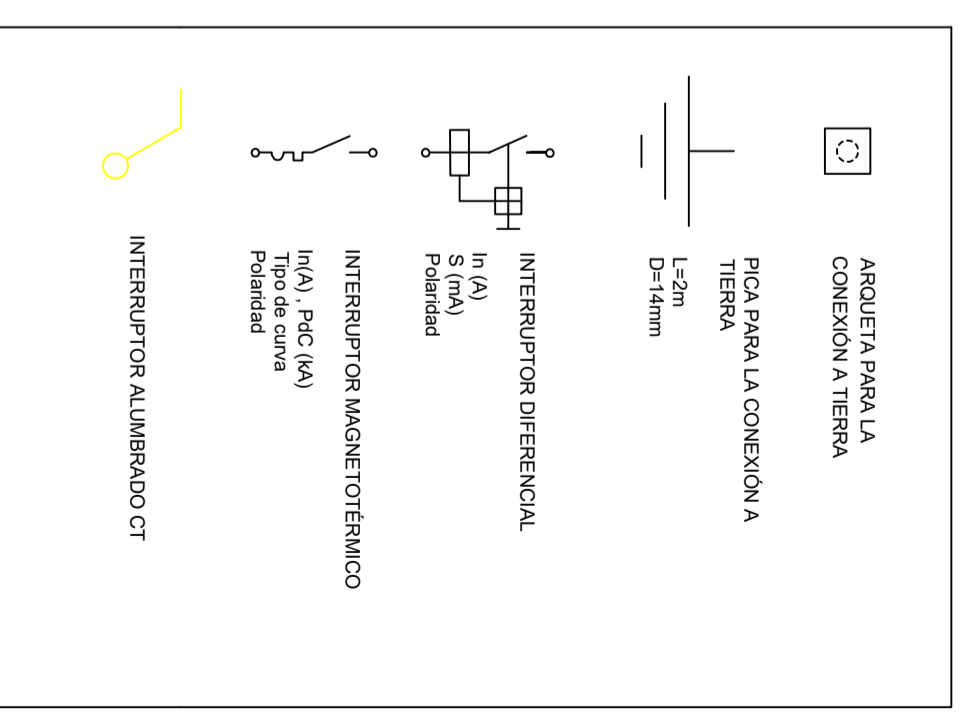 ARQUETA PARA LA
CONEXIÓN A TIERRA
PICA PARA LA CONEXIÓN A
TIERRA
L=2m
D=14mm
INTERRUPTOR DIFERENCIAL
In (A)
S (mA)
Polaridad
INTERRUPTOR MAGNETOTÉRMICO
In(A) , PdC (kA)
Tipo de curva
Polaridad
INTERRUPTOR ALUMBRADO CT